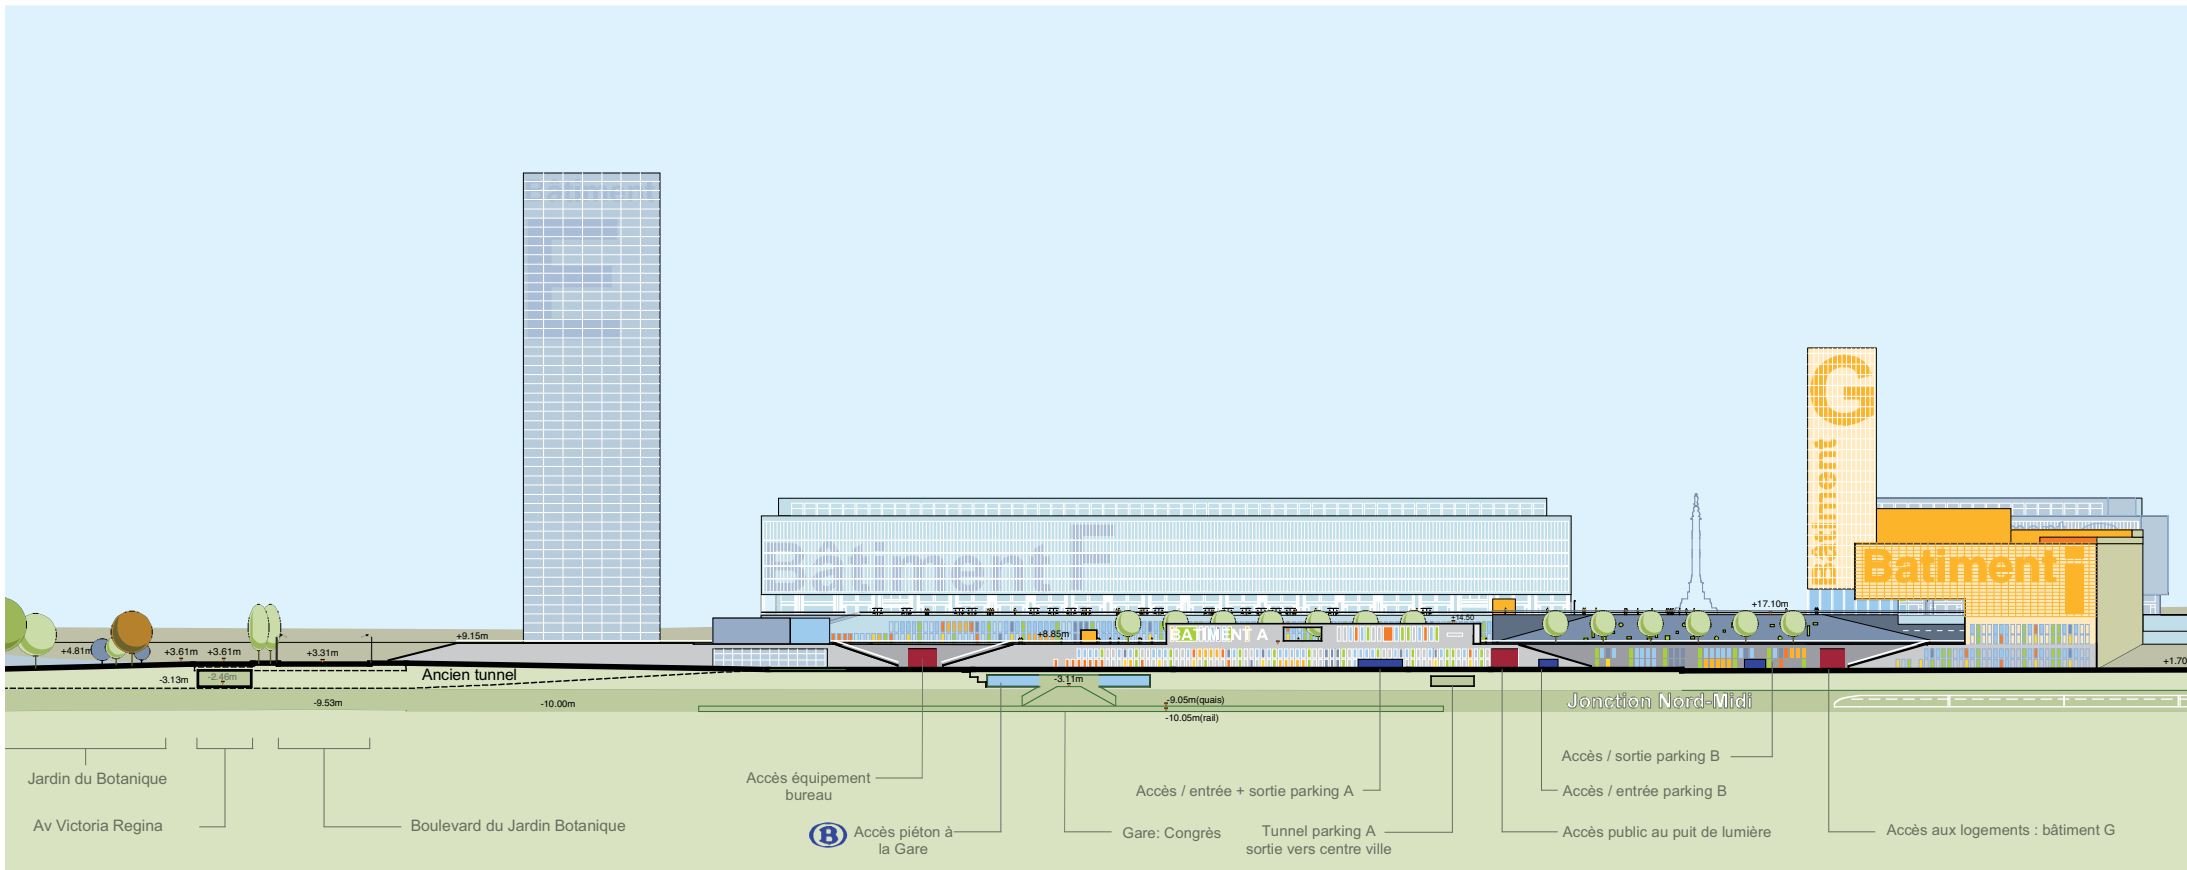 Bâtiment
F
G
Bâtiment
Bâtiment F
Batiment i
+17.10m
+14.50
BATIMENT A
+8.85m
+9.15m
+4.81m
+3.61m
+3.61m
+3.31m
+1.70
-3.13m
-2.46m
Ancien tunnel
-3.11m
-9.53m
-10.00m
-9.05m(quais)
-10.05m(rail)
Jonction Nord-Midi
Jardin du Botanique
Av Victoria Regina
Boulevard du Jardin Botanique
Accès équipement
bureau
B
Accès piéton à
la Gare
Accès / entrée + sortie parking A
Gare: Congrès
Tunnel parking A
sortie vers centre ville
Accès / sortie parking B
Accès / entrée parking B
Accès public au puit de lumière
Accès aux logements : bâtiment G